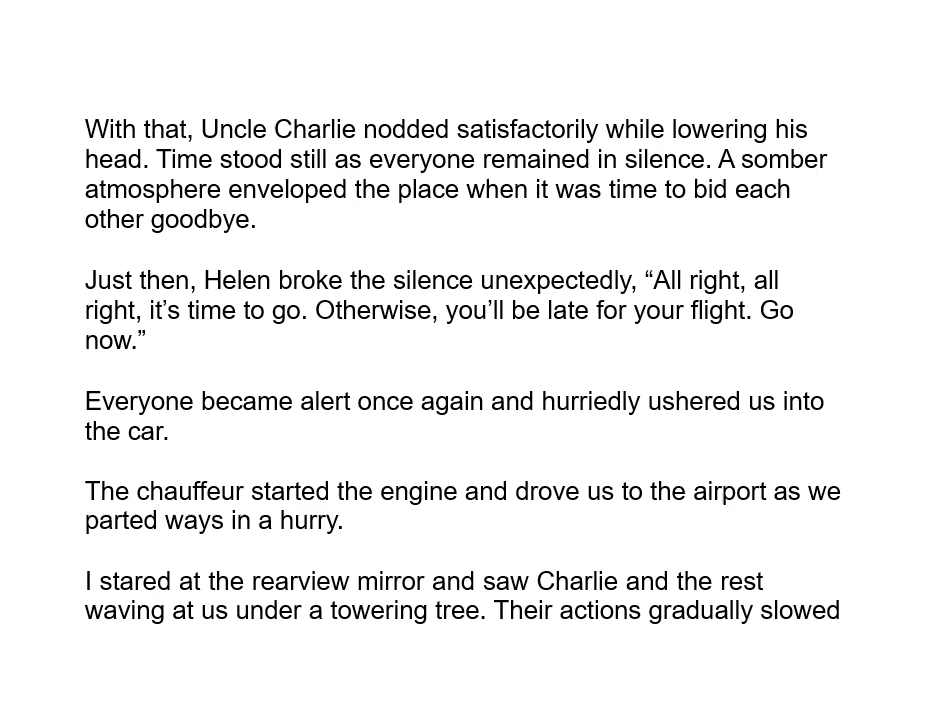 With that, Uncle Charlie nodded satisfactorily while lowering his
head. Time stood still as everyone remained in silence. A somber
atmosphere enveloped the place when it was time to bid each
other goodbye.
Just then, Helen broke the silence unexpectedly, “All right, all
right, it’s time to go. Otherwise, you’ll be late for your flight. Go
now.”
Everyone became alert once again and hurriedly ushered us into
the car.
The chauffeur started the engine and drove us to the airport as we
parted ways in a hurry.
I stared at the rearview mirror and saw Charlie and the rest
waving at us under a towering tree. Their actions gradually slowed